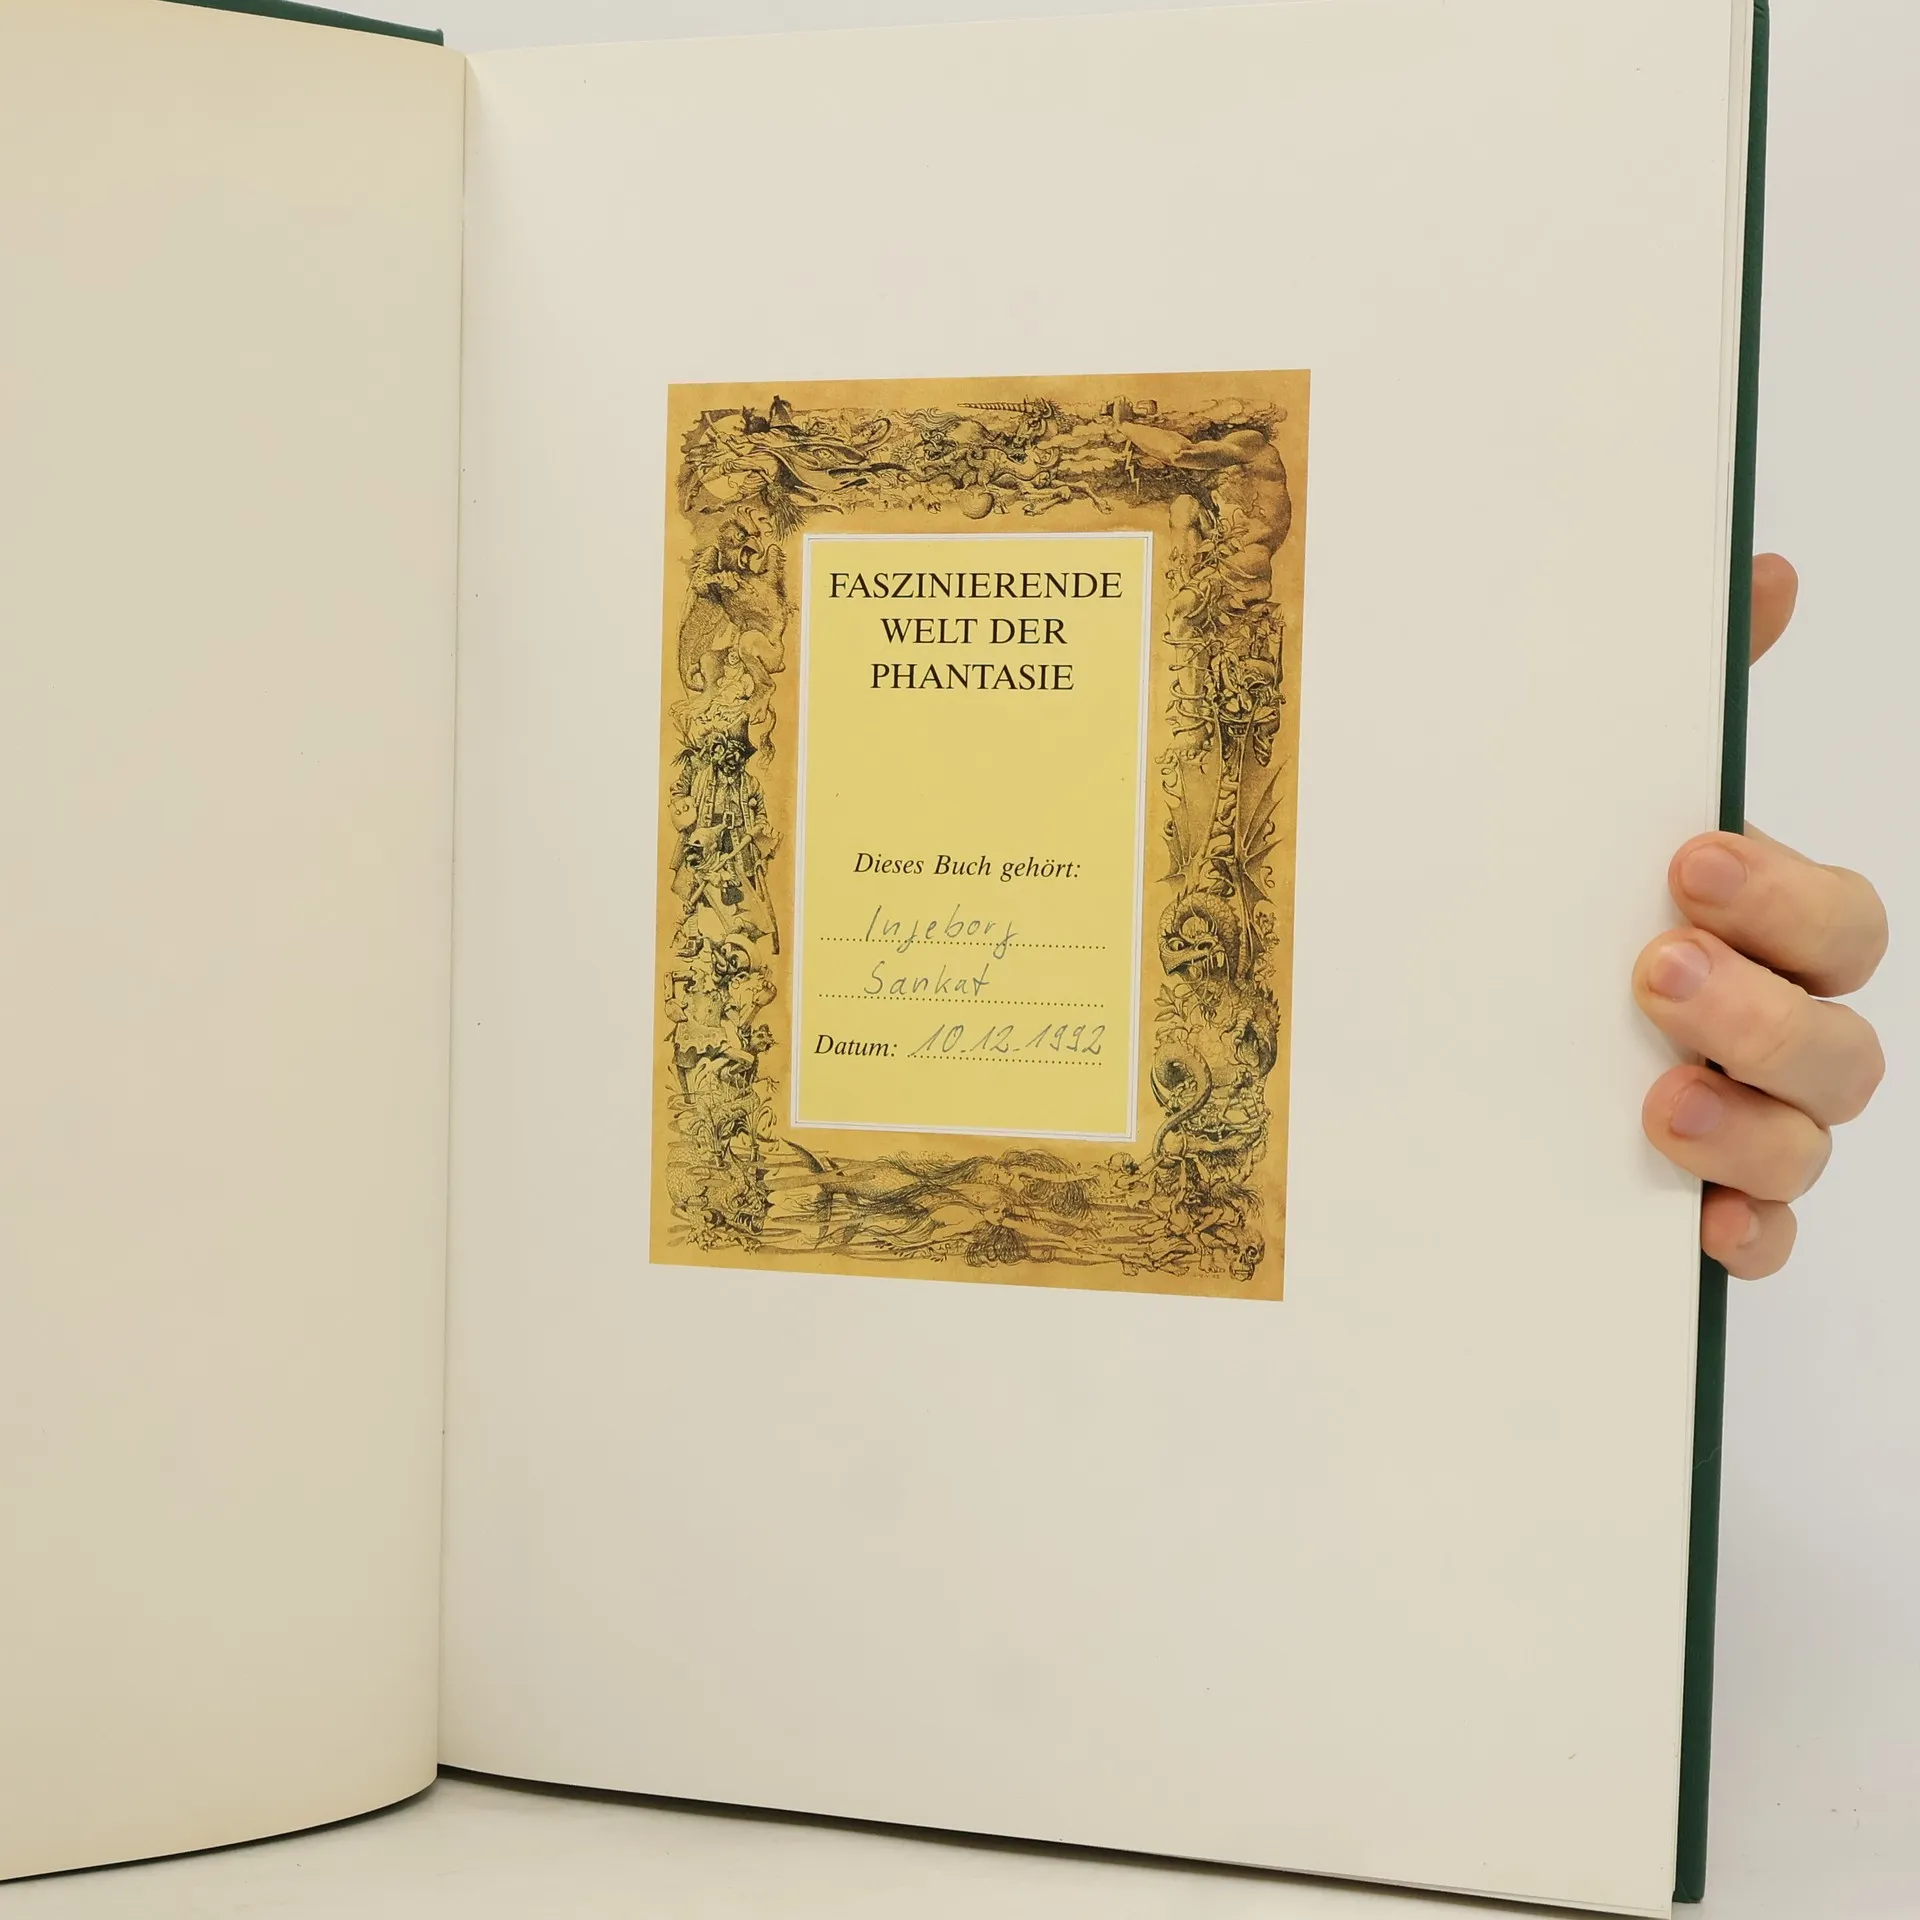 FASZINIERENDE
WELT DER
PHANTASIE
Dieses Buch gehört:
Ingeborg
Sankat
Datum: 10.12.1992